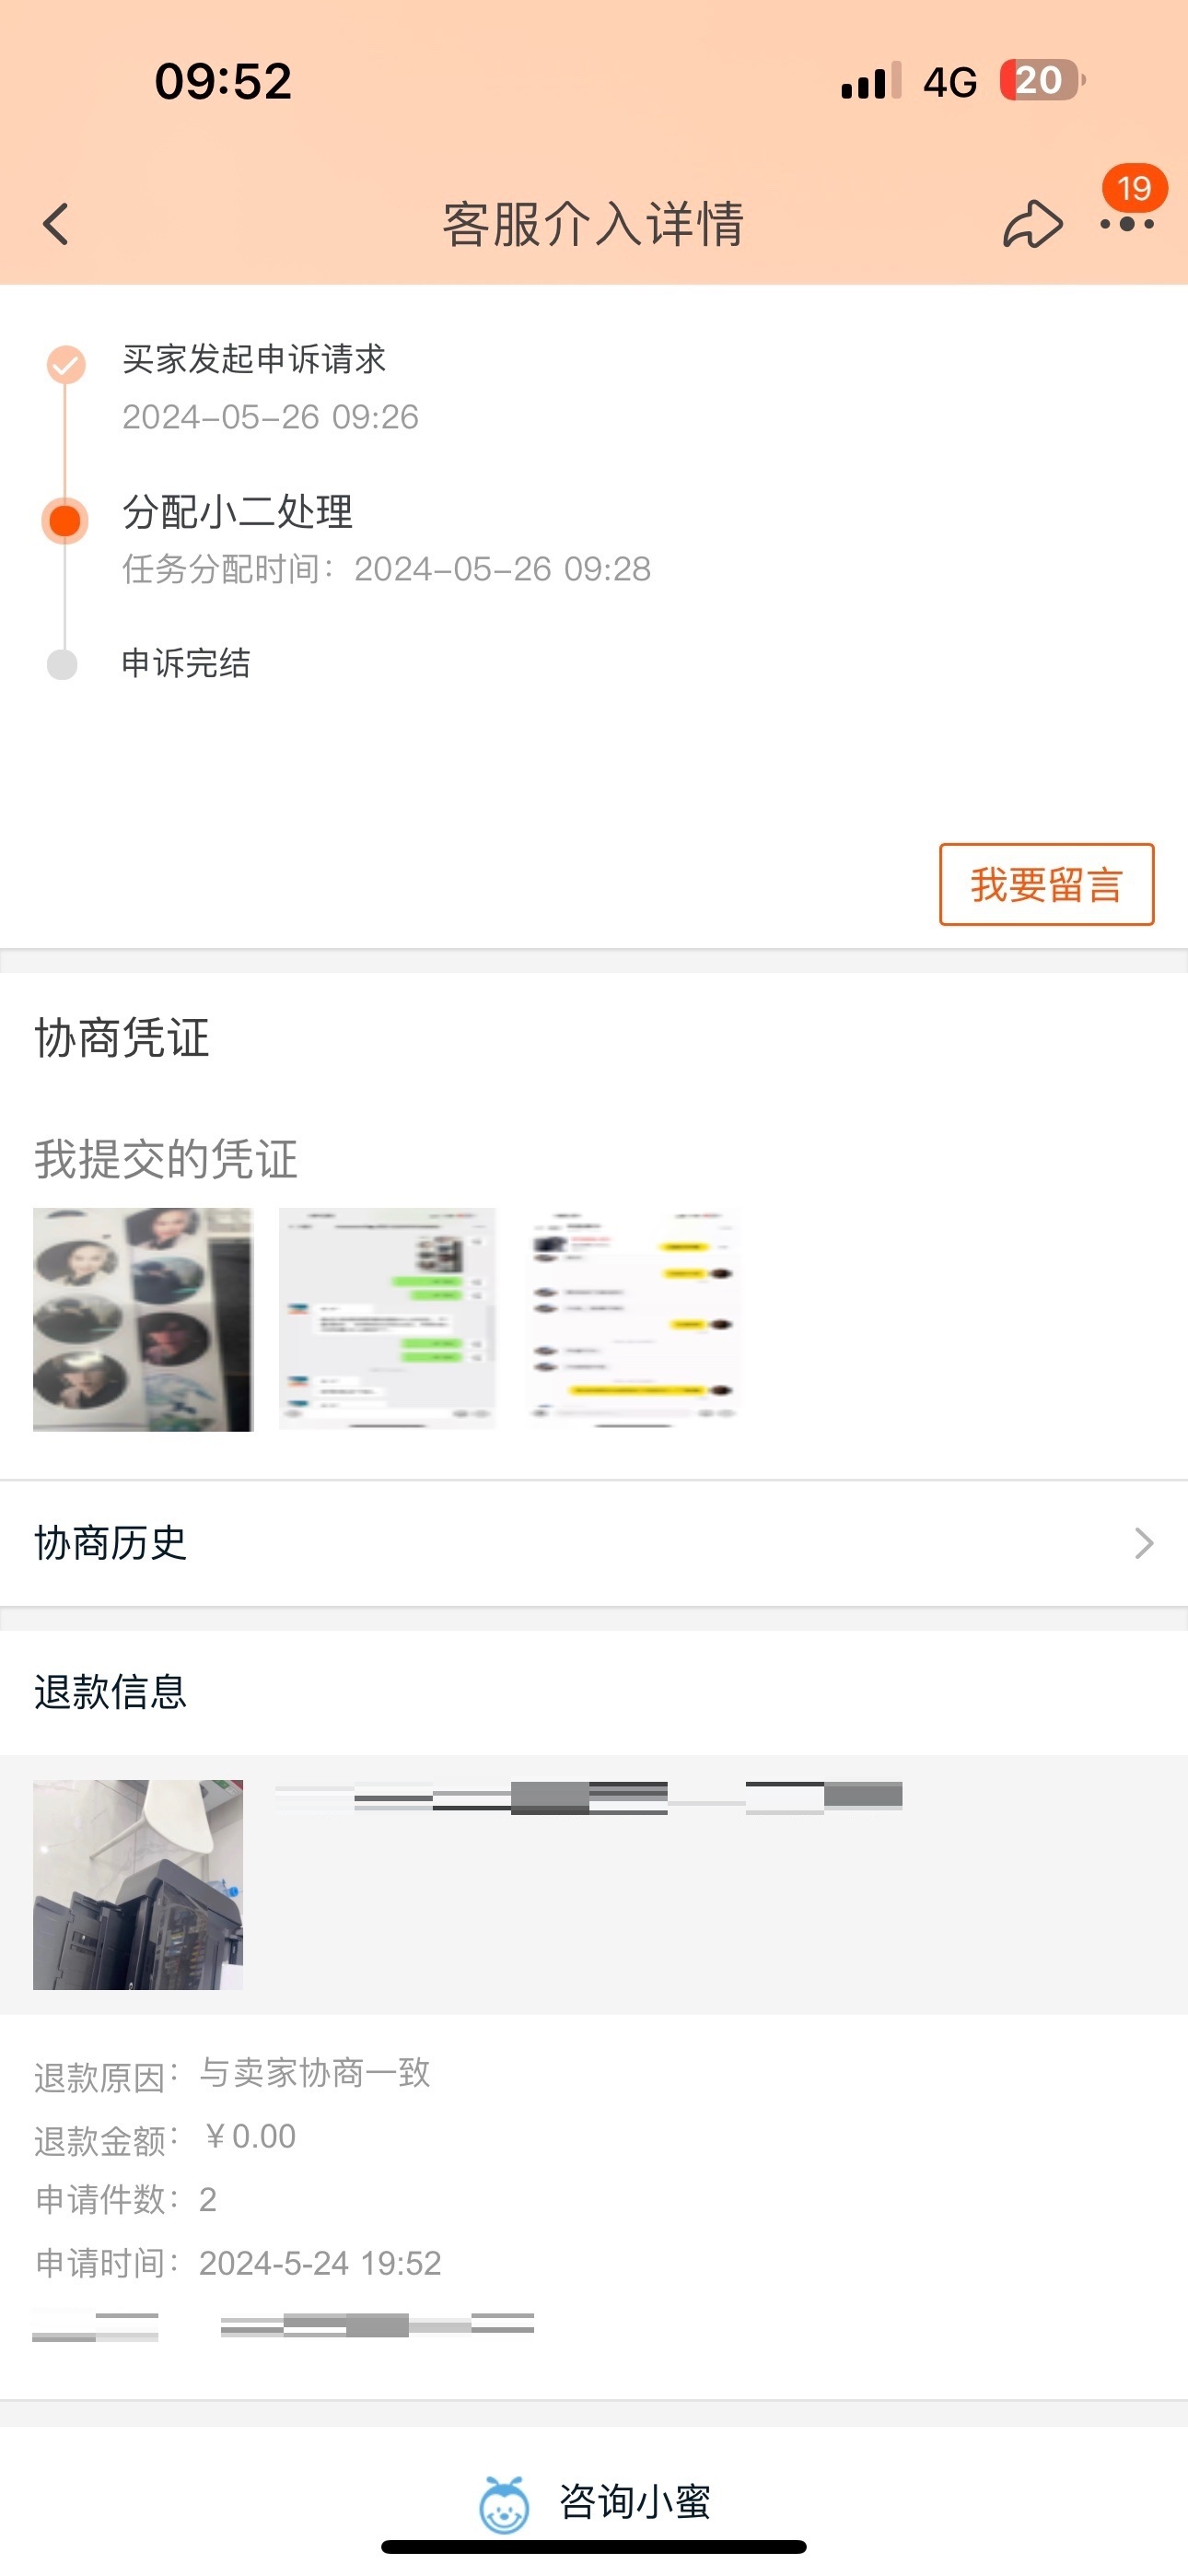 09:52
4G
20
客服介入详情
19
买家发起申诉请求
2024-05-26 09:26
分配小二处理
任务分配时间：2024-05-26 09:28
申诉完结
我要留言
协商凭证
我提交的凭证
协商历史
退款信息
退款原因：与卖家协商一致
退款金额：￥0.00
申请件数：2
申请时间：2024-5-24 19:52
咨询小蜜